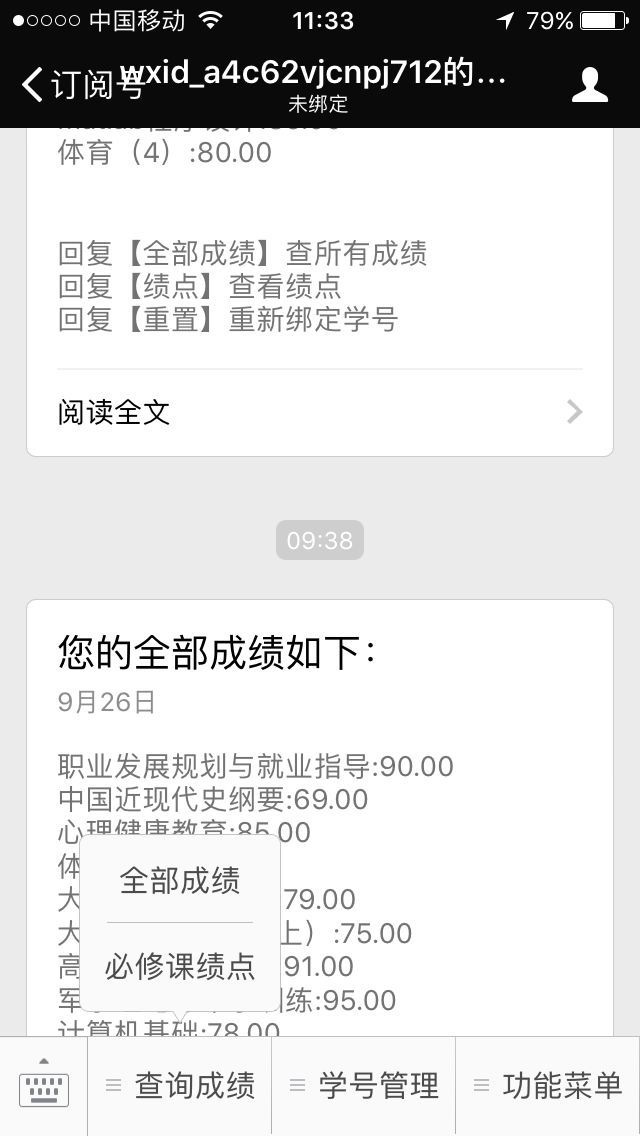 中国移动 11:33 79%
订阅号 wxid_a4c62vjcnpj712的...
未绑定
体育（4）:80.00
回复【全部成绩】查所有成绩
回复【绩点】查看绩点
回复【重置】重新绑定学号
阅读全文
09:38
您的全部成绩如下：
9月26日
职业发展规划与就业指导:90.00
中国近现代史纲要:69.00
心理健康教育:85.00
体
全部成绩
大 79.00
大 上）:75.00
必修课绩点
高 91.00
军 训练:95.00
计算机基础:78.00
查询成绩 学号管理 功能菜单